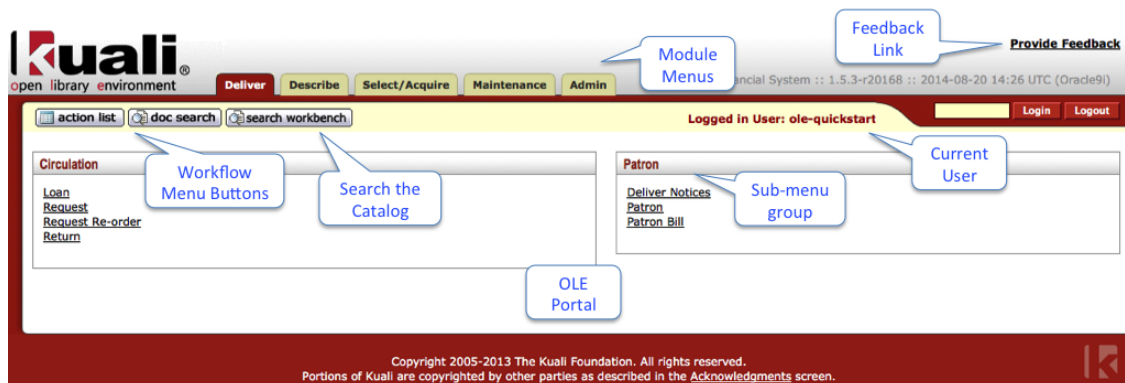 Feedback
Link
Provide Feedback
kuali®
open library environment
Module
Menus
ancial System :: 1.5.3-r20168 :: 2014-08-20 14:26 UTC (Oracle9i)
Deliver Describe Select/Acquire Maintenance Admin
action list doc search search workbench
Logged in User: ole-quickstart
Login Logout
Circulation
Workflow
Menu Buttons
Search the
Catalog
Loan
Request
Request Re-order
Return
Patron
Current
User
Deliver Notices
Patron
Patron Bill
Sub-menu
group
OLE
Portal
Copyright 2005-2013 The Kuali Foundation. All rights reserved.
Portions of Kuali are copyrighted by other parties as described in the Acknowledgments screen.